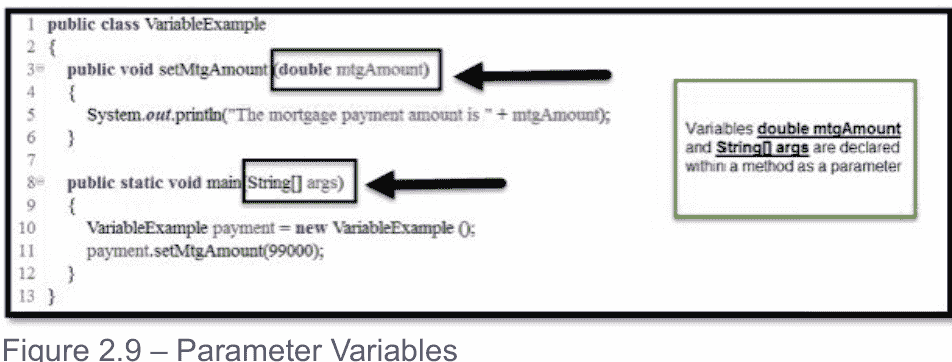 1 public class VariableExample
2 {
3 public void setMtgAmount (double mtgAmount)
4 {
5 System.out.println("The mortgage payment amount is " + mtgAmount);
6 }
7
8 public static void main(String[] args)
9 {
10 VariableExample payment = new VariableExample ();
11 payment.setMtgAmount(99000);
12 }
13 }
Variables double mtgAmount
and String[] args are declared
within a method as a parameter
Figure 2.9 – Parameter Variables